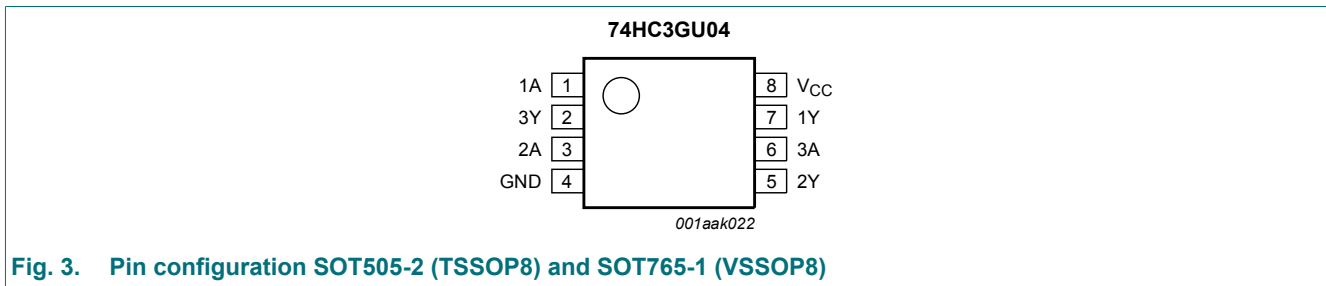 74HC3GU04
1A 1 8 VCC
3Y 2 7 1Y
2A 3 6 3A
GND 4 5 2Y
001aak022
Fig. 3. Pin configuration SOT505-2 (TSSOP8) and SOT765-1 (VSSOP8)